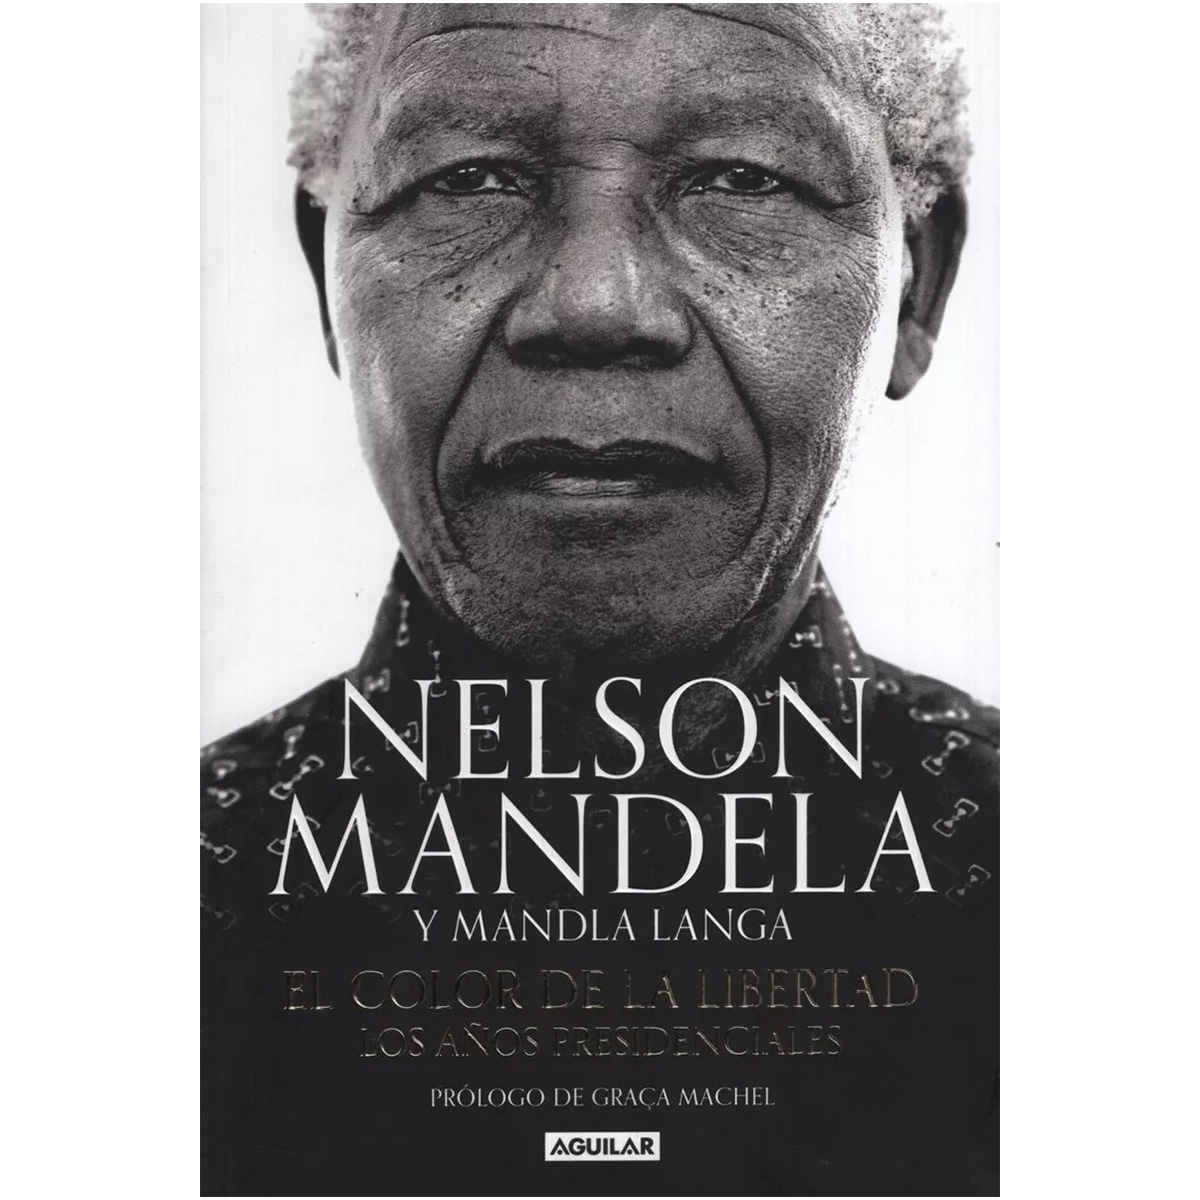 NELSON
MANDELA
Y MANDLA LANGA
EL COLOR DE LA LIBERTAD
LOS AÑOS PRESIDENCIALES
PRÓLOGO DE GRAÇA MACHEL
AGUILAR